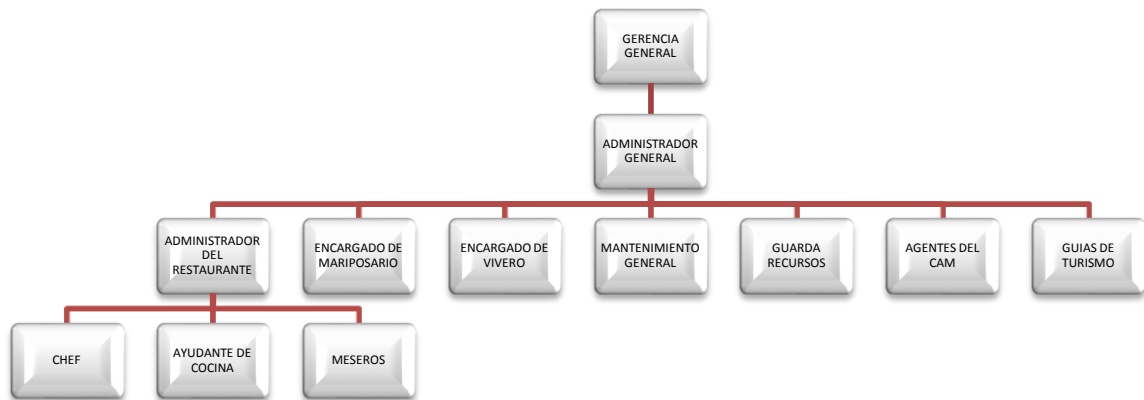 GERENCIA
GENERAL
ADMINISTRADOR
GENERAL
ADMINISTRADOR
DEL
RESTAURANTE
ENCARGADO DE
MARIPOSARIO
ENCARGADO DE
VIVERO
MANTENIMIENTO
GENERAL
GUARDA
RECURSOS
AGENTES DEL
CAM
GUIAS DE
TURISMO
CHEF
AYUDANTE DE
COCINA
MESEROS